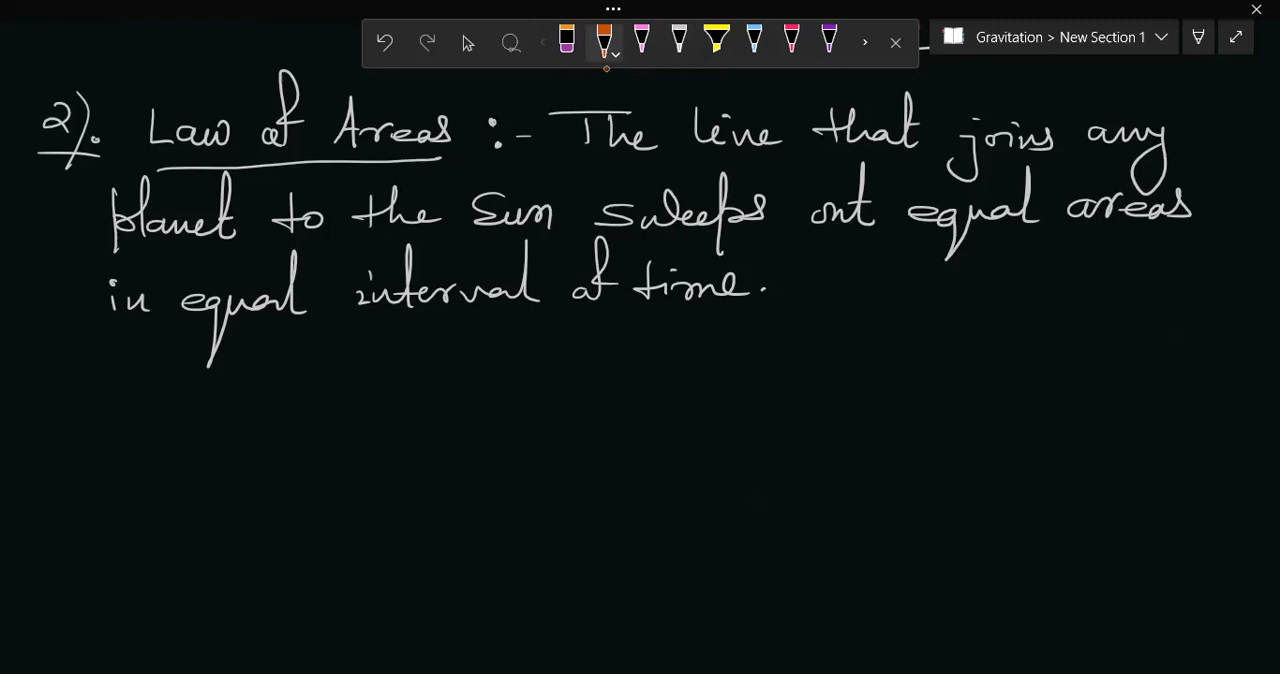 Gravitation > New Section 1
2). Law of Areas :- The line that joins any
planet to the Sun sweeps out equal areas
in equal interval of time.